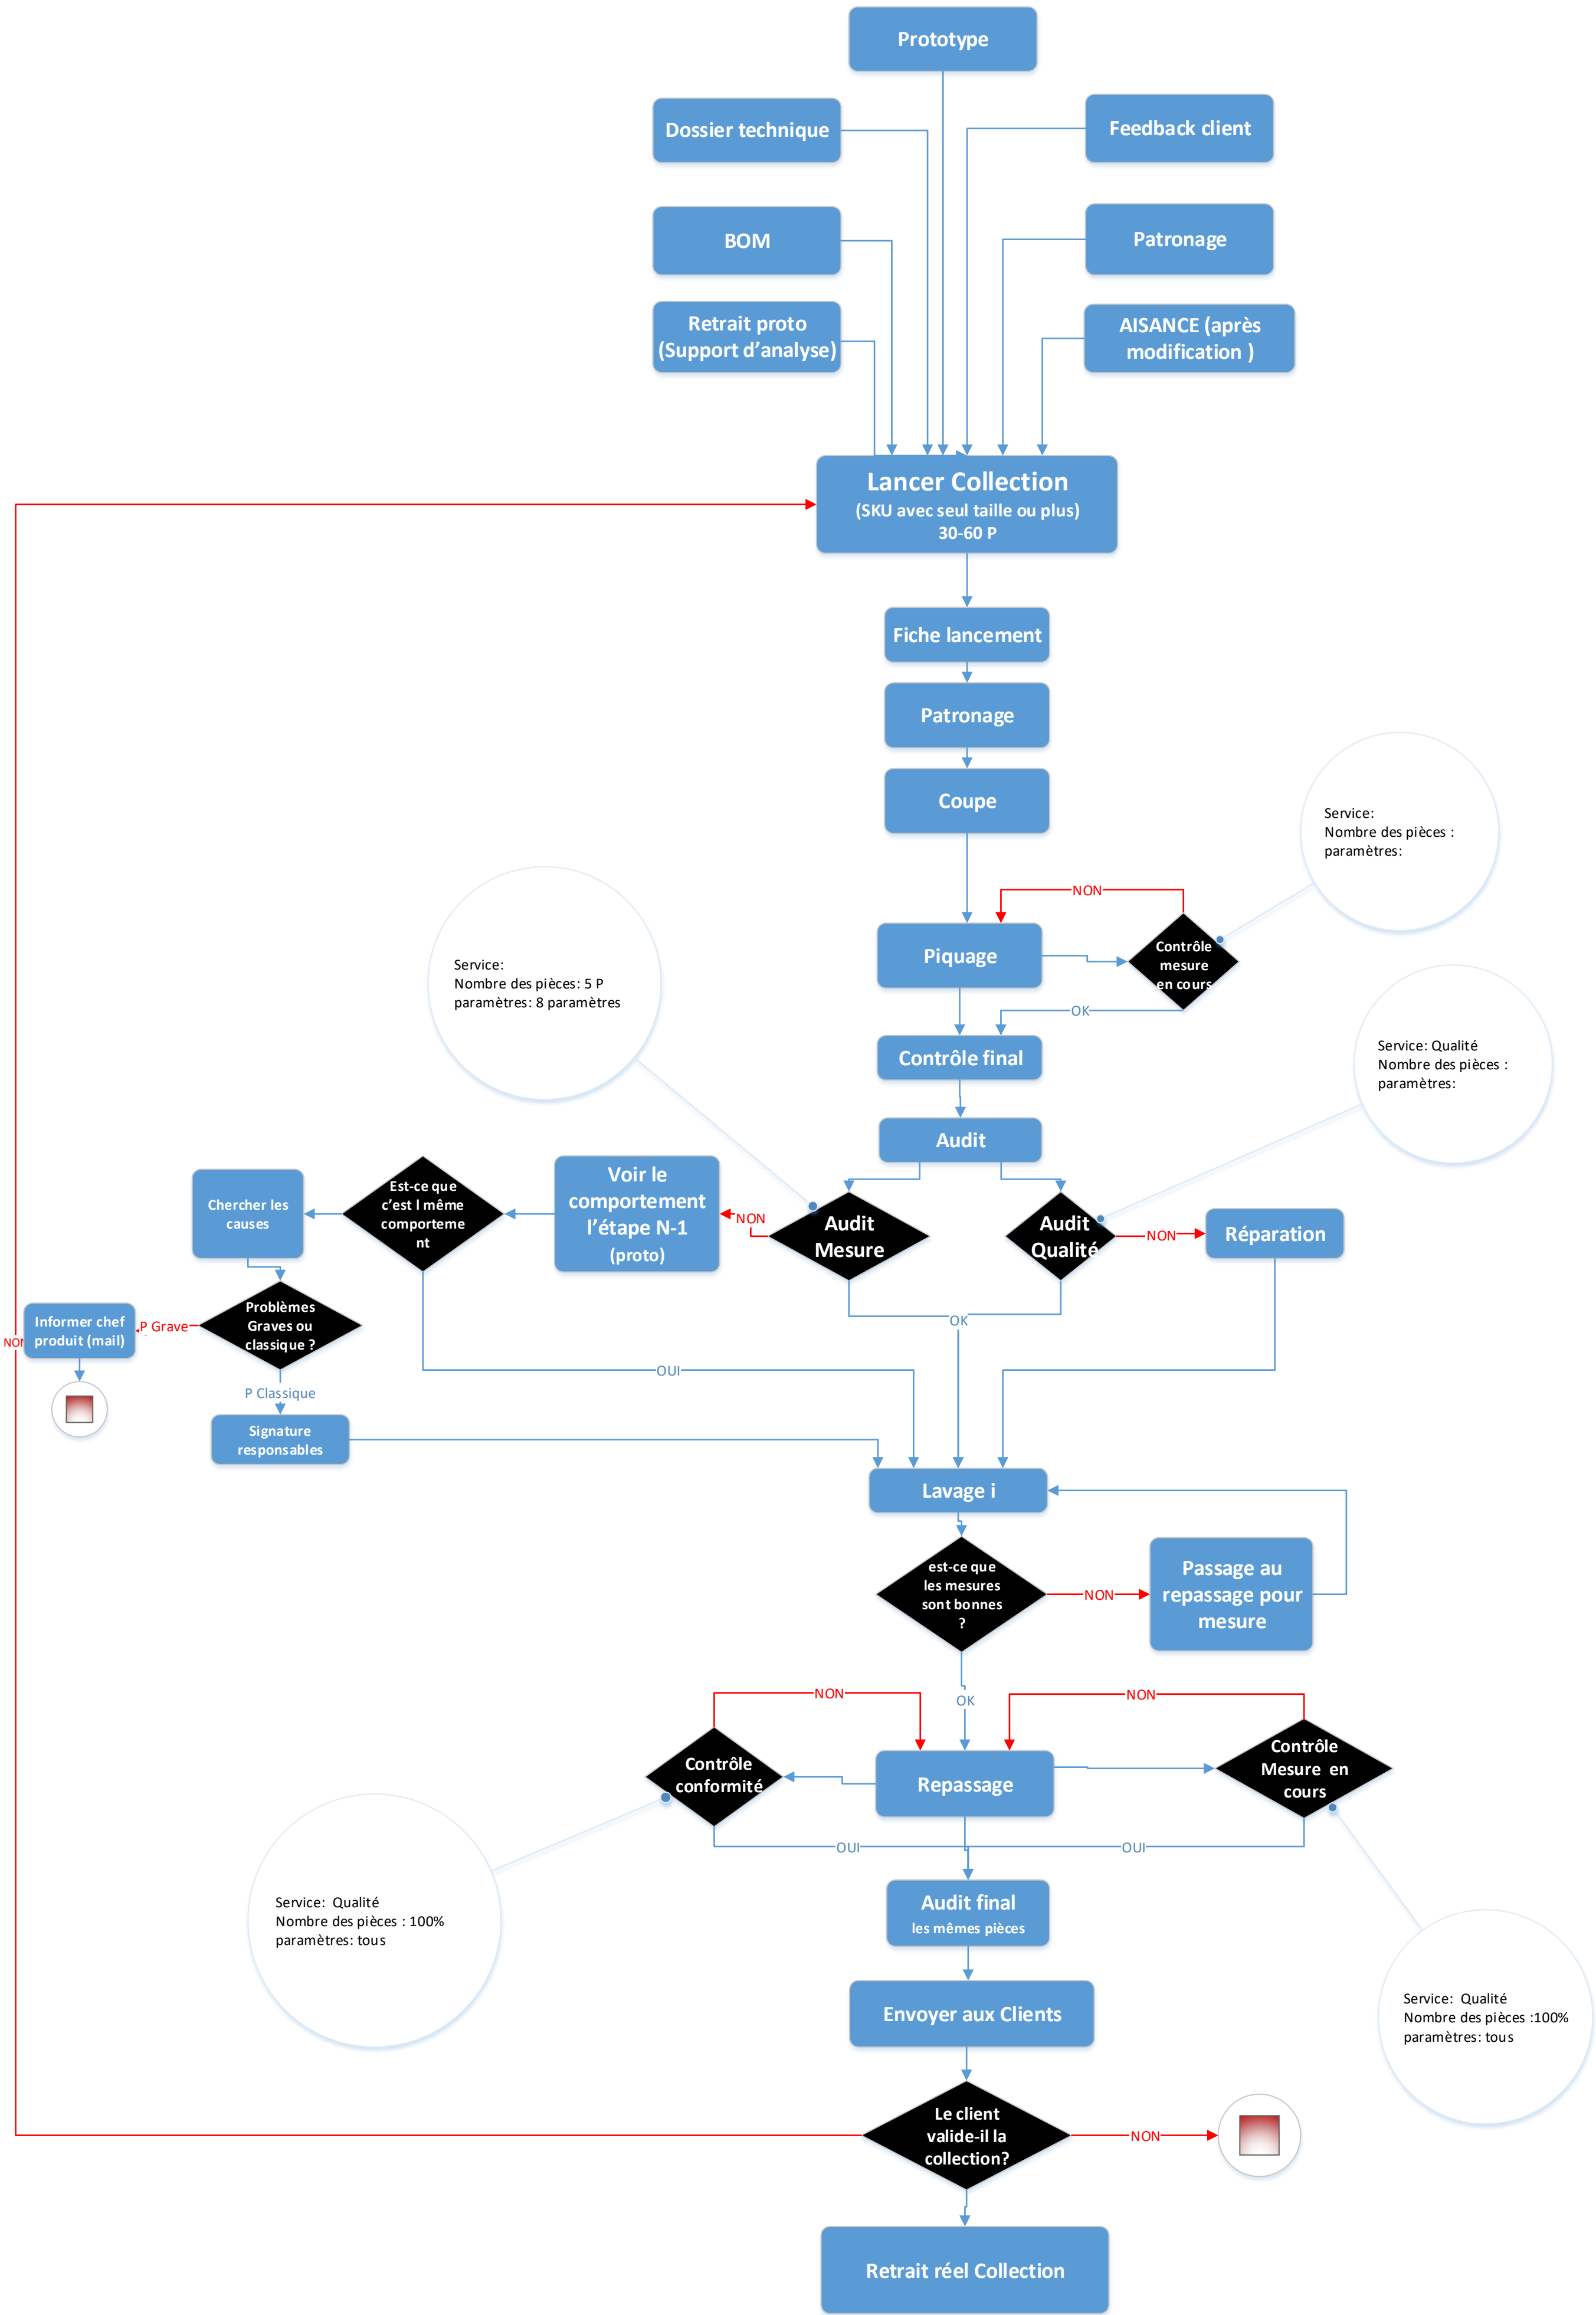 Prototype
Dossier technique
Feedback client
BOM
Patronage
Retrait proto
(Support d'analyse)
AISANCE (après
modification )
Lancer Collection
(SKU avec seul taille ou plus)
30-60 P
Fiche lancement
Patronage
Coupe
Service:
Nombre des pièces :
paramètres:
NON
Piquage
Contrôle
mesure
en cours
Service:
Nombre des pièces: 5 P
paramètres: 8 paramètres
OK
Contrôle final
Service: Qualité
Nombre des pièces :
paramètres:
Audit
Chercher les
causes
Est-ce que
c'est l même
comporteme
nt
Voir le
comportement
l'étape N-1
(proto)
NON
Audit
Mesure
Audit
Qualité
NON
Réparation
Informer chef
produit (mail)
P Grave
Problèmes
Graves ou
classique ?
NON
OK
OUI
P Classique
Signature
responsables
Lavage i
est-ce que
les mesures
sont bonnes
?
NON
Passage au
repassage pour
mesure
NON
OK
NON
Contrôle
conformité
Repassage
Contrôle
Mesure  en
cours
OUI
OUI
Service:  Qualité
Nombre des pièces : 100%
paramètres: tous
Audit final
les mêmes pièces
Envoyer aux Clients
Service:  Qualité
Nombre des pièces :100%
paramètres: tous
Le client
valide-il la
collection?
NON
Retrait réel Collection